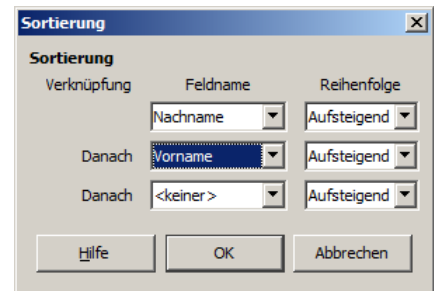 Sortierung
Sortierung
Verknüpfung Feldname Reihenfolge
Nachname Aufsteigend
Danach Vorname Aufsteigend
Danach <keiner> Aufsteigend
Hilfe OK Abbrechen